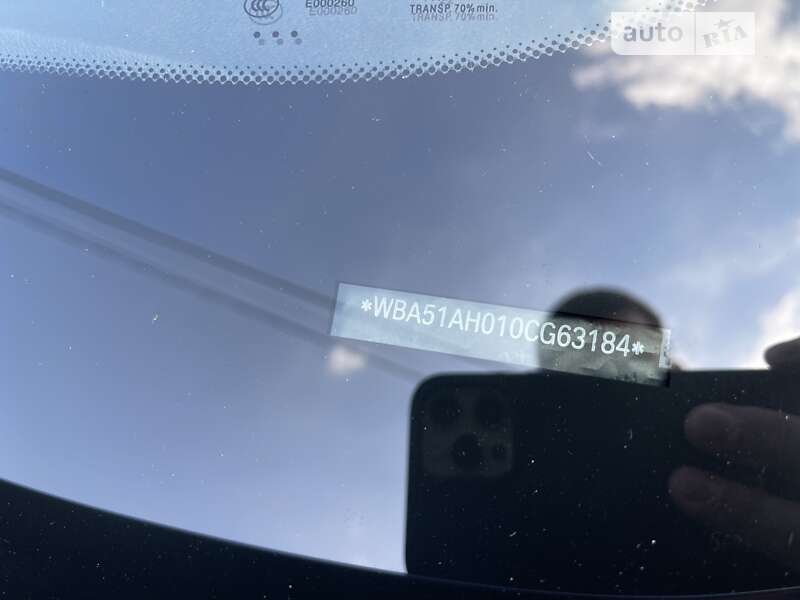 E000260
TRANSP. 70% min.
auto RIA
*WBA51AH010CG63184*